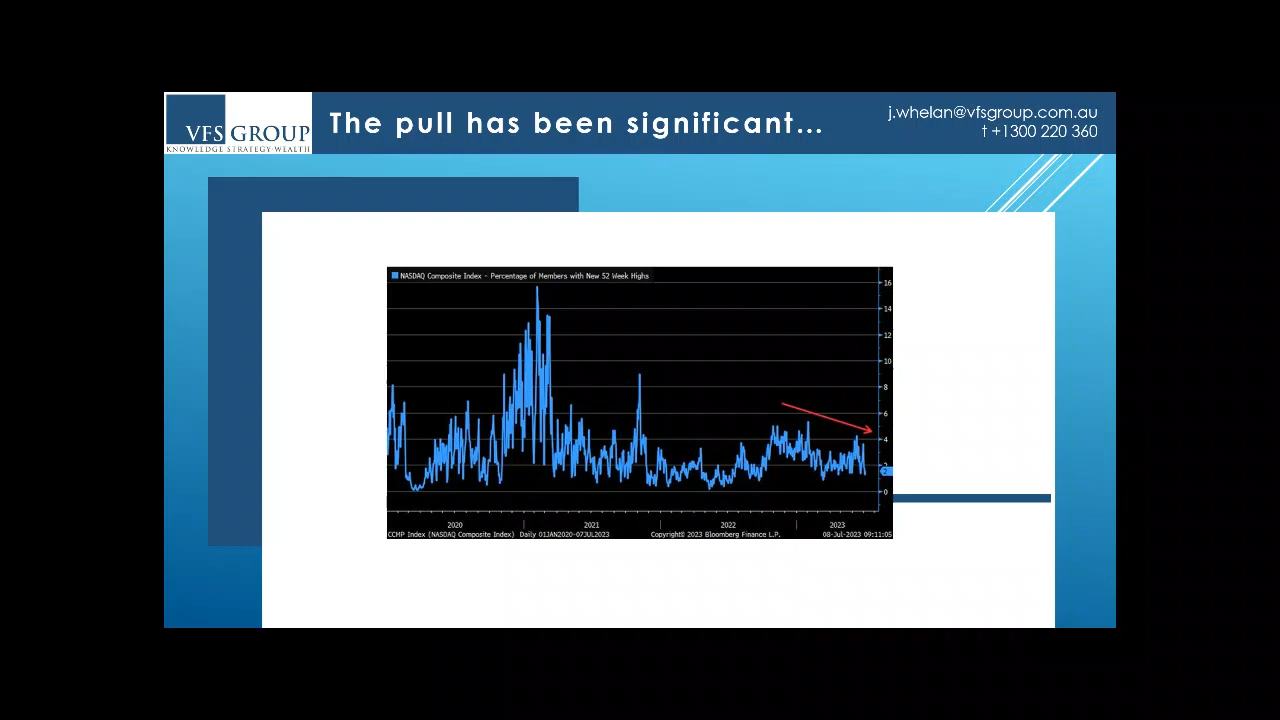 VFS GROUP
KNOWLEDGE STRATEGY·WEALTH
The pull has been significant...
j.whelan@vfsgroup.com.au
t +1300 220 360
NASDAQ Composite Index - Percentage of Members with New 52 Week Highs
16
14
12
10
8
6
4
2
2
0
2020 2021 2022 2023
CCMP Index (NASDAQ Composite Index) Daily 01JAN2020-07JUL2023 Copyright© 2023 Bloomberg Finance L.P. 08-Jul-2023 09:11:05